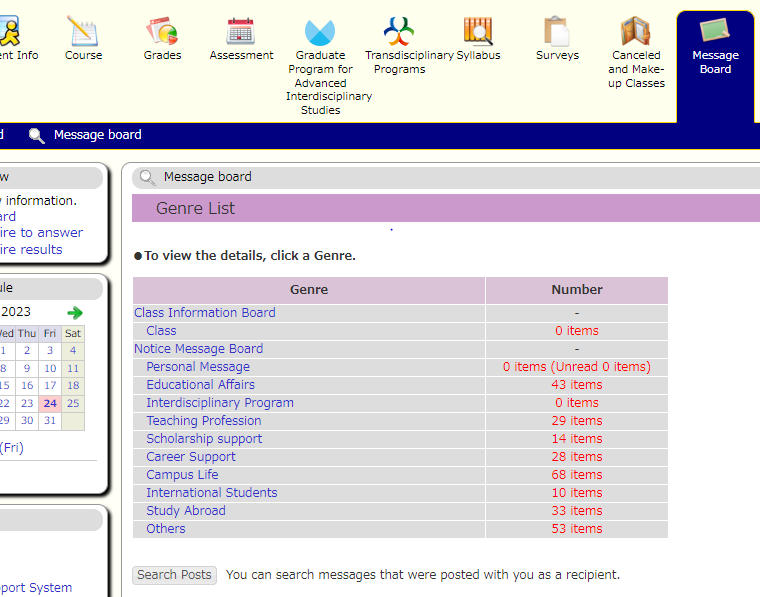 ent Info
Course
Grades
Assessment
Graduate
Program for
Advanced
Interdisciplinary
Studies
Transdisciplinary
Programs
Syllabus
Surveys
Canceled
and Make-
up Classes
Message
Board
d
Message board
w
information.
ard
ire to answer
ire results
ule
2023
Wed Thu Fri Sat
1 2 3 4
8 9 10 11
15 16 17 18
22 23 24 25
29 30 31
(Fri)
port System
Message board
Genre List
●To view the details, click a Genre.
Genre Number
Class Information Board -
Class 0 items
Notice Message Board -
Personal Message 0 items (Unread 0 items)
Educational Affairs 43 items
Interdisciplinary Program 0 items
Teaching Profession 29 items
Scholarship support 14 items
Career Support 28 items
Campus Life 68 items
International Students 10 items
Study Abroad 33 items
Others 53 items
Search Posts You can search messages that were posted with you as a recipient.